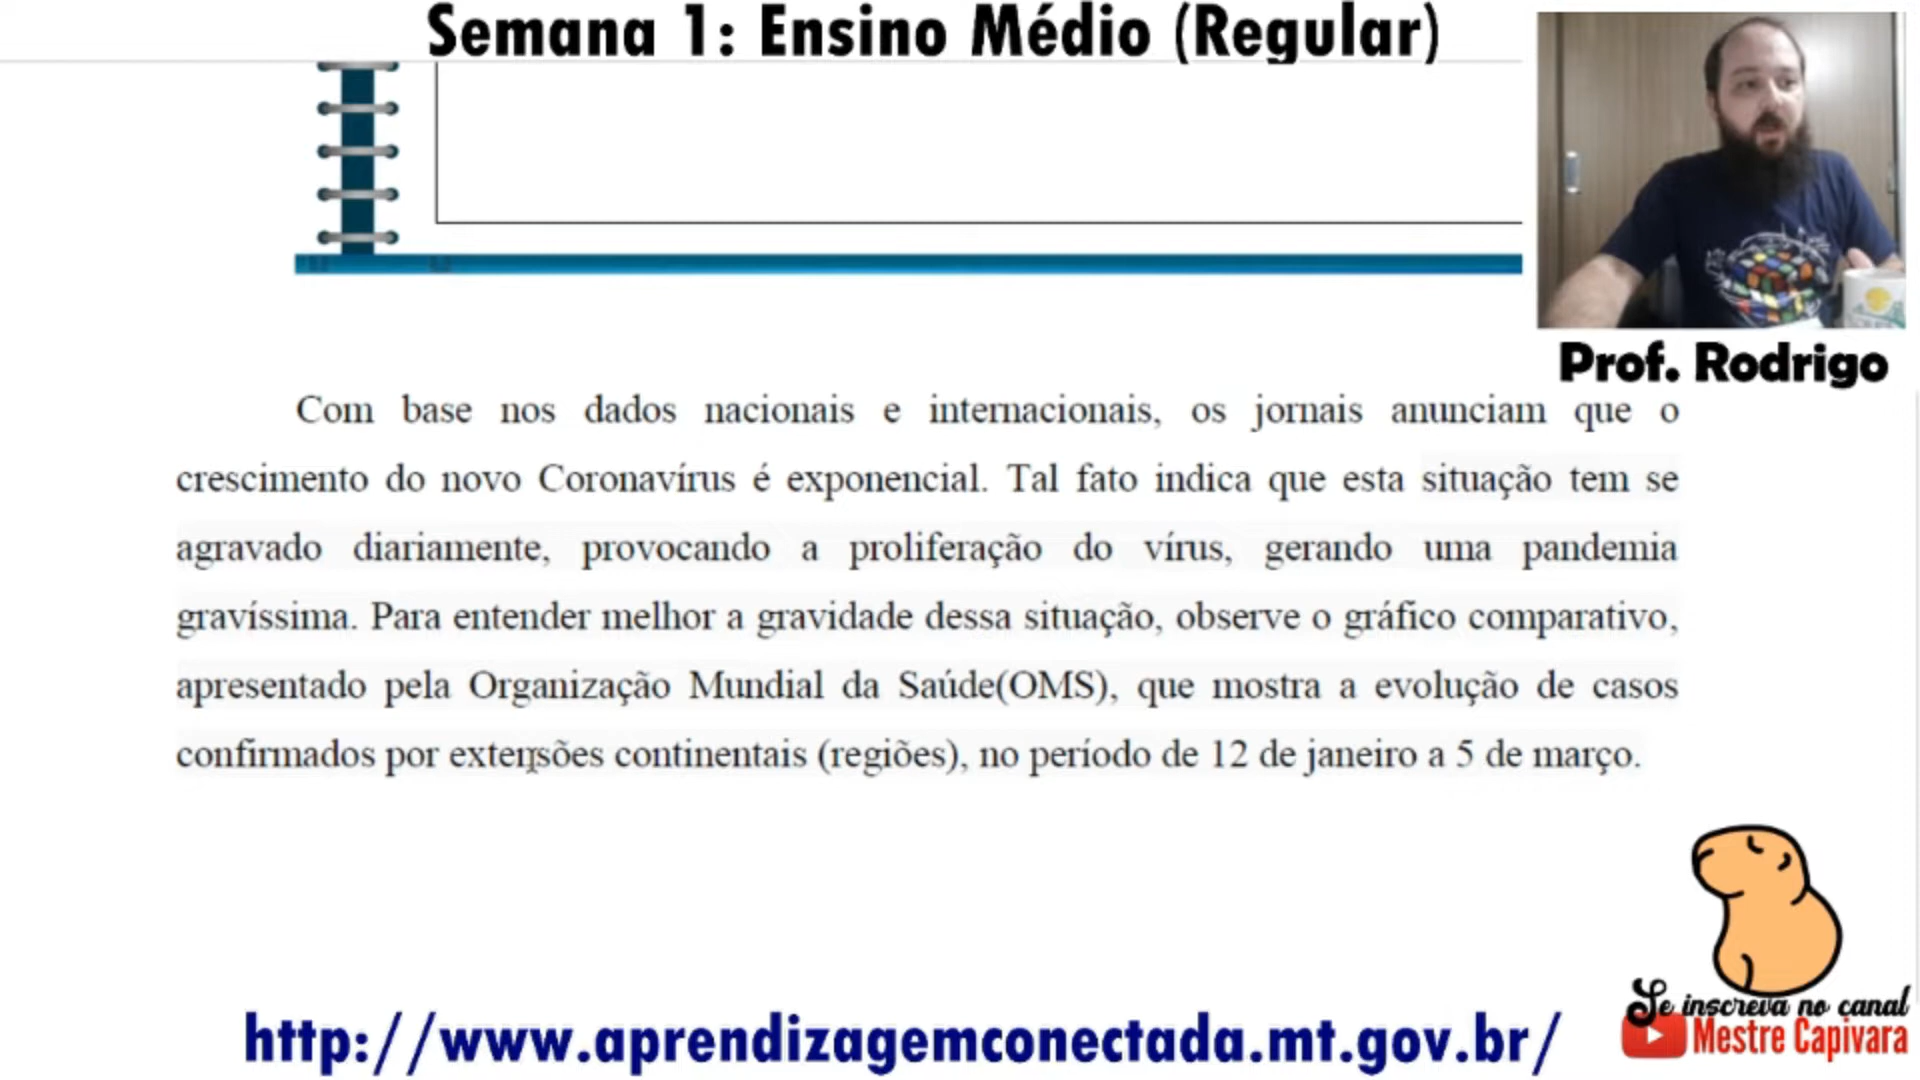 Semana 1: Ensino Médio (Regular)
Prof. Rodrigo
Com base nos dados nacionais e internacionais, os jornais anunciam que o
crescimento do novo Coronavírus é exponencial. Tal fato indica que esta situação tem se
agravado diariamente, provocando a proliferação do vírus, gerando uma pandemia
gravíssima. Para entender melhor a gravidade dessa situação, observe o gráfico comparativo,
apresentado pela Organização Mundial da Saúde(OMS), que mostra a evolução de casos
confirmados por extensões continentais (regiões), no período de 12 de janeiro a 5 de março.
Se inscreva no canal
Mestre Capivara
http://www.aprendizagemconectada.mt.gov.br/